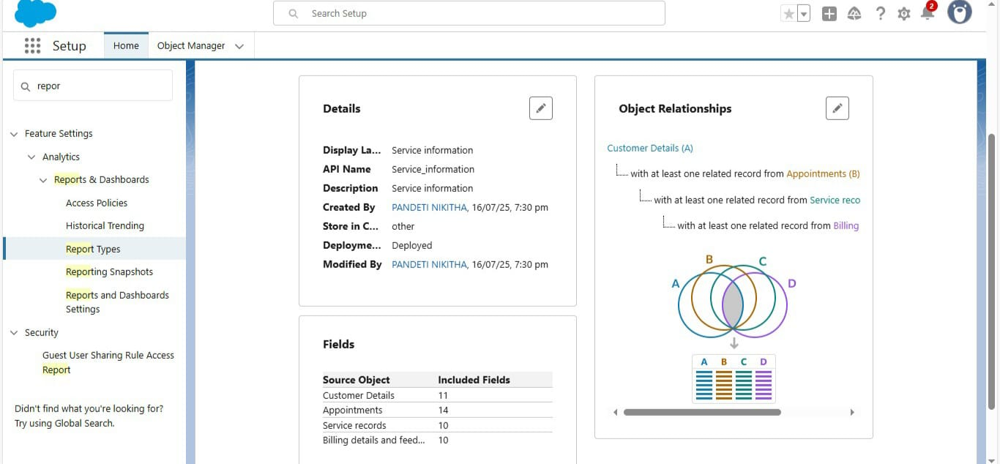 Search Setup
2
Setup
Home
Object Manager
repor
Feature Settings
Analytics
Reports & Dashboards
Access Policies
Historical Trending
Report Types
Reporting Snapshots
Reports and Dashboards
Settings
Security
Guest User Sharing Rule Access
Report
Didn't find what you're looking for?
Try using Global Search.
Details
Display La... Service information
API Name Service_information
Description Service information
Created By PANDETI NIKITHA, 16/07/25, 7:30 pm
Store in C... other
Deployme... Deployed
Modified By PANDETI NIKITHA, 16/07/25, 7:30 pm
Fields
Source Object Included Fields
Customer Details 11
Appointments 14
Service records 10
Billing details and feed... 10
Object Relationships
Customer Details (A)
with at least one related record from Appointments (B)
with at least one related record from Service reco
with at least one related record from Billing
B C
A D
A B C D